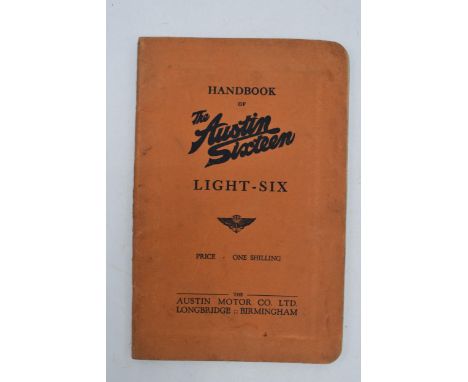 HANDBOOK
OF
The
Austin
Sixteen
LIGHT-SIX
PRICE - ONE SHILLING
THE
AUSTIN MOTOR CO. LTD.
LONGBRIDGE :: BIRMINGHAM